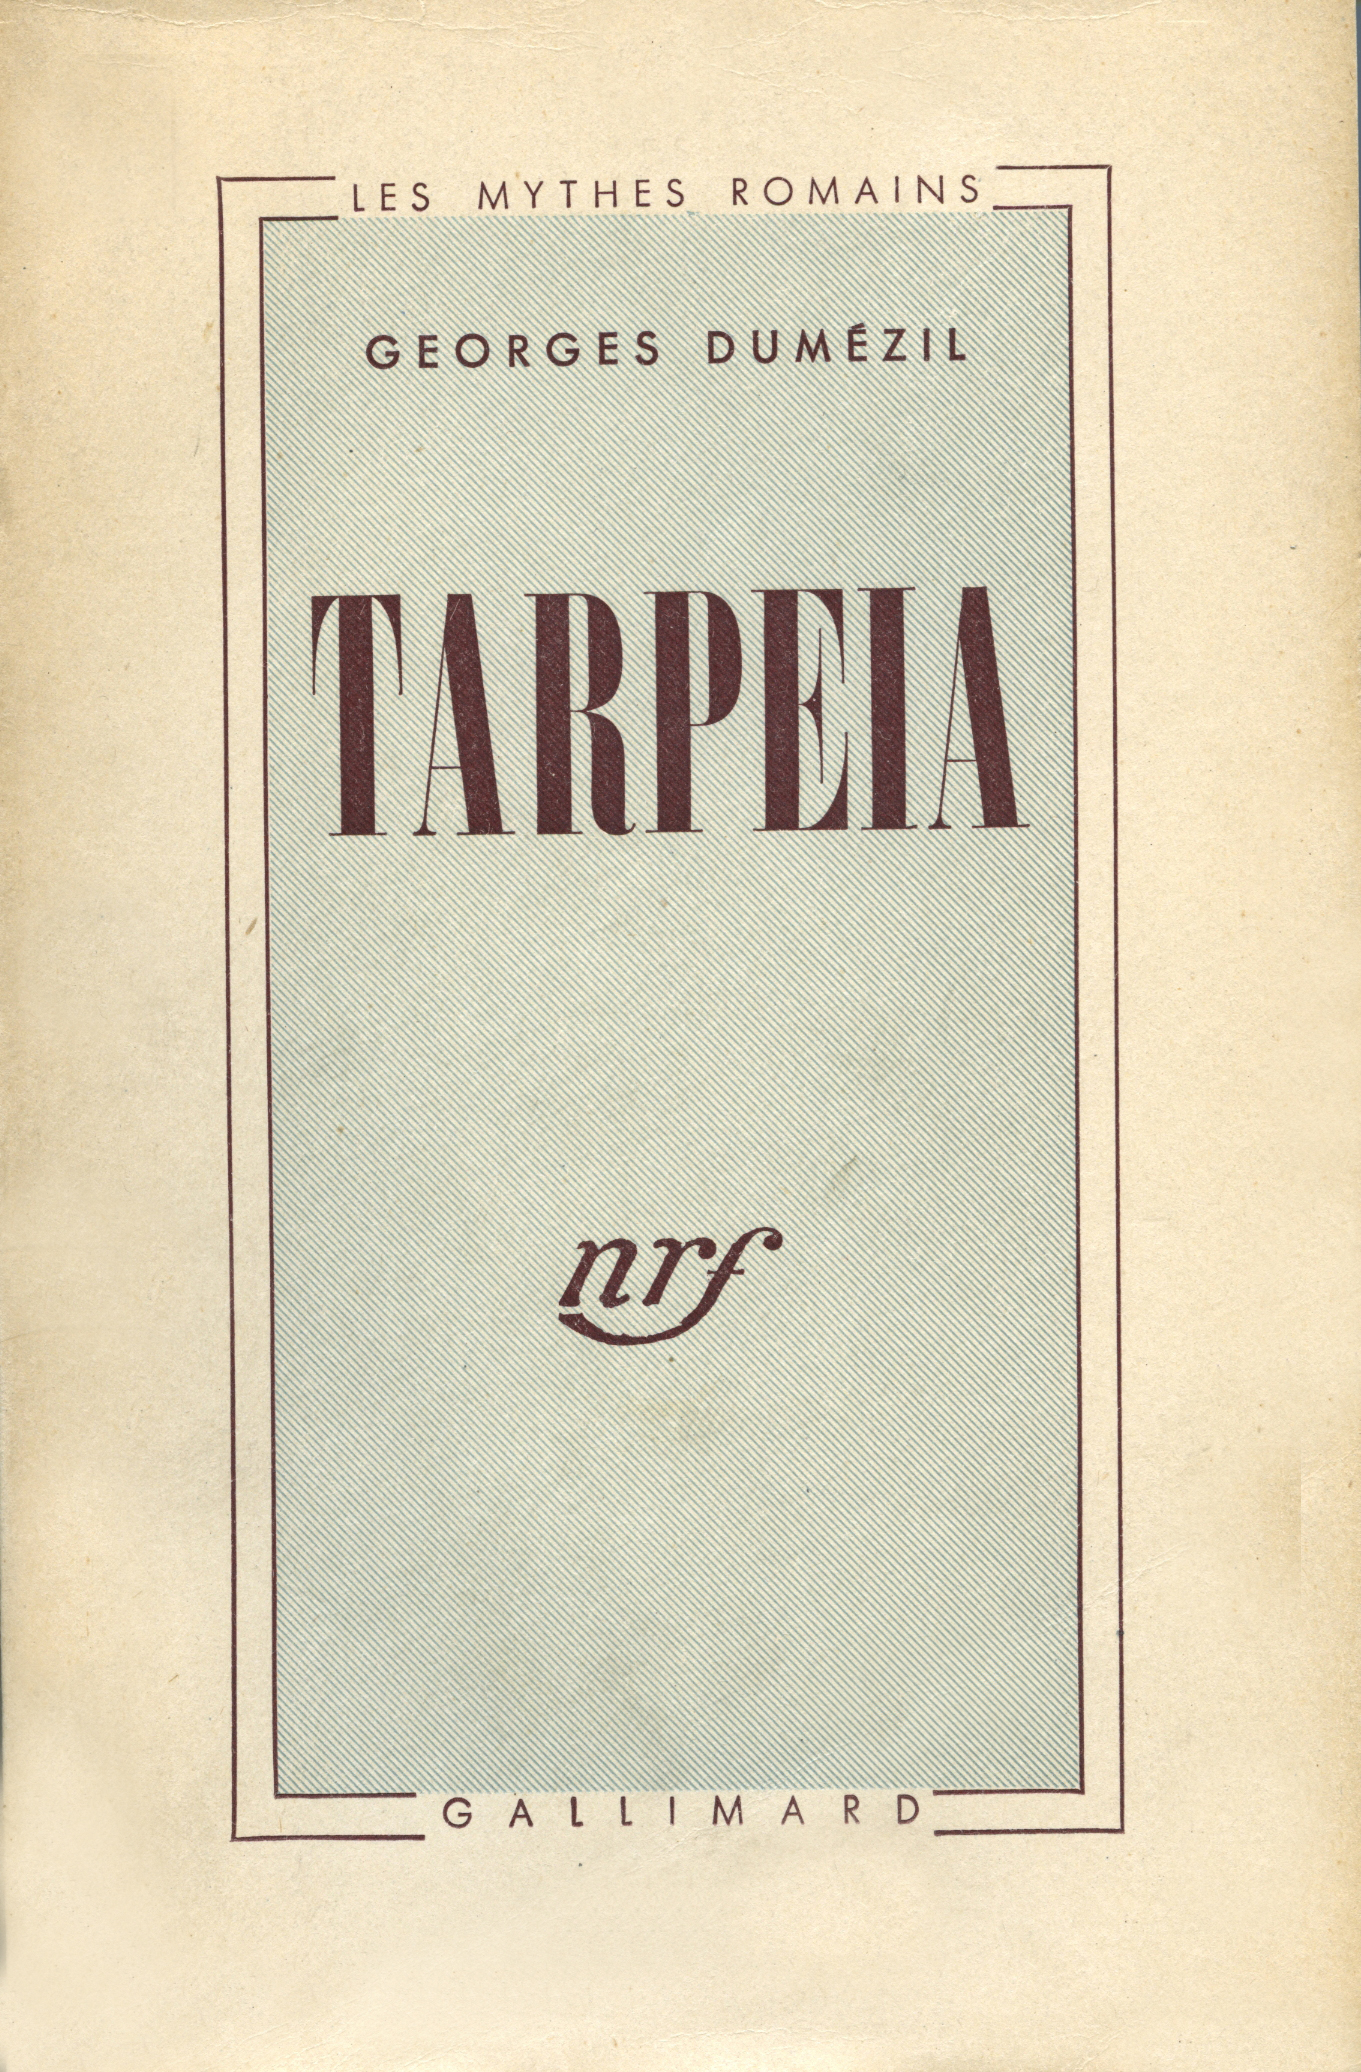 LES MYTHES ROMAINS
GEORGES DUMÉZIL
TARPEIA
nrf
GALLIMARD